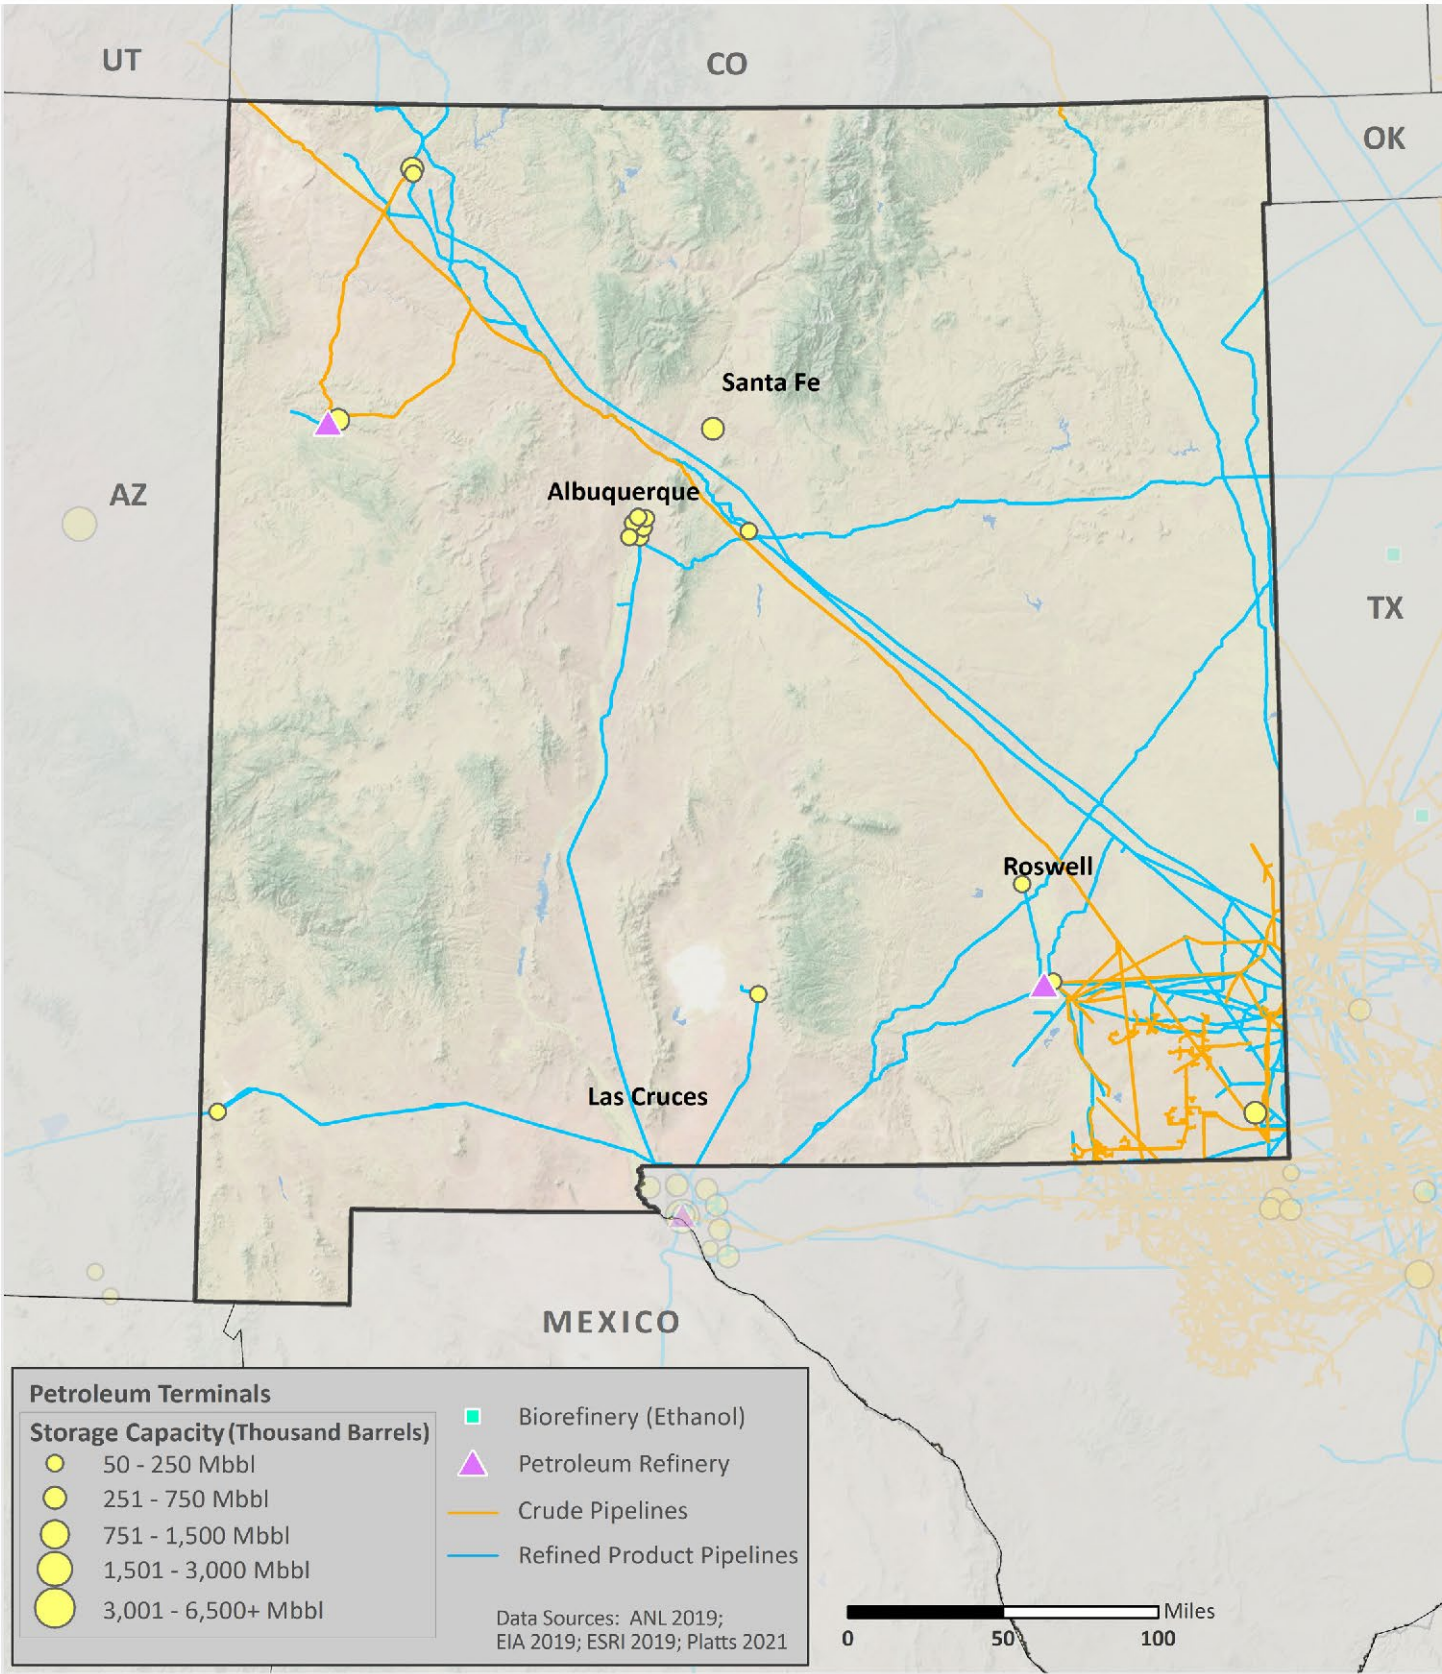 UT
CO
OK
Santa Fe
Albuquerque
AZ
TX
Roswell
Las Cruces
MEXICO
Petroleum Terminals
Storage Capacity (Thousand Barrels)
50 - 250 Mbbl
251 - 750 Mbbl
751 - 1,500 Mbbl
1,501 - 3,000 Mbbl
3,001 - 6,500+ Mbbl
Biorefinery (Ethanol)
Petroleum Refinery
Crude Pipelines
Refined Product Pipelines
Data Sources: ANL 2019;
EIA 2019; ESRI 2019; Platts 2021
Miles
0 50 100